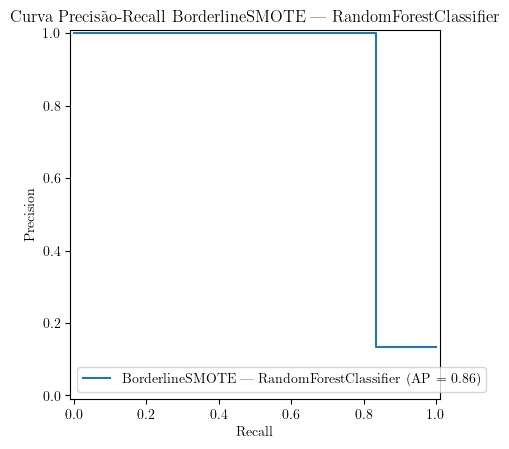 Curva Precisão-Recall BorderlineSMOTE — RandomForestClassifier
1.0
0.8
0.6
0.4
0.2
0.0
Precision
BorderlineSMOTE — RandomForestClassifier (AP = 0.86)
0.0 0.2 0.4 0.6 0.8 1.0
Recall